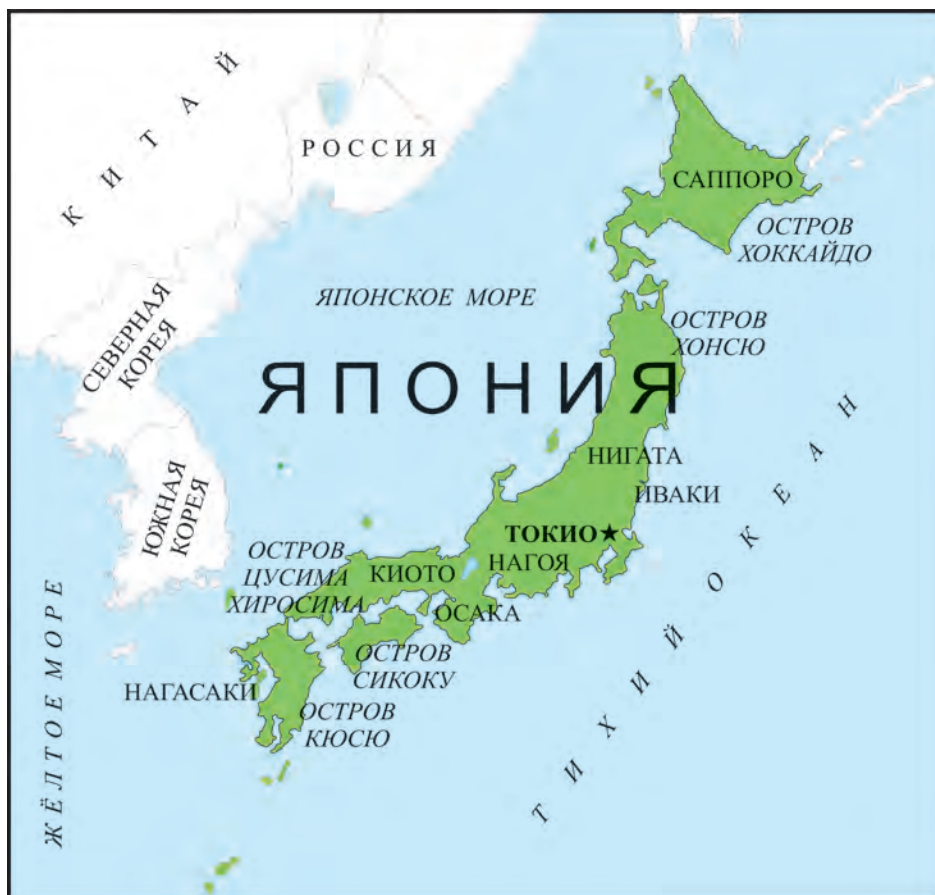 КИТАЙ
РОССИЯ
САППОРО
ОСТРОВ
ХОККАЙДО
ЯПОНСКОЕ МОРЕ
ОСТРОВ
ХОНСЮ
СЕВЕРНАЯ
КОРЕЯ
ЯПОНИЯ
НИГАТА
ЙВАКИ
ЮЖНАЯ
КОРЕЯ
ТОКИО
НАГОЯ
ОСТРОВ
ЦУСИМА
ХИРОСИМА
КИОТО
ОСАКА
ОСТРОВ
СИКОКУ
НАГАСАКИ
ОСТРОВ
КЮСЮ
ЖЁЛТОЕ МОРЕ
ТИХИЙ ОКЕАН